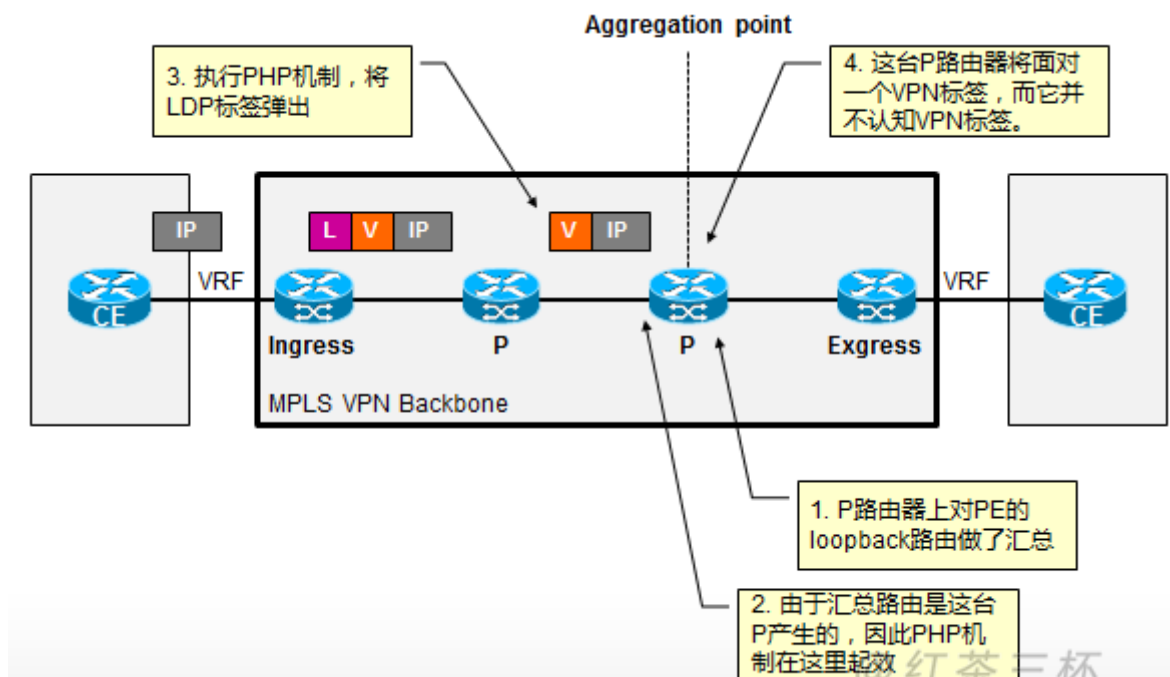 Aggregation point
3. 执行PHP机制，将
LDP标签弹出
4. 这台P路由器将面对
一个VPN标签，而它并
不认知VPN标签。
IP
L V IP
V IP
VRF
VRF
CE
CE
Ingress
P
P
Exgress
MPLS VPN Backbone
1. P路由器上对PE的
loopback路由做了汇总
2. 由于汇总路由是这台
P产生的，因此PHP机
制在这里起效
红茶三杯